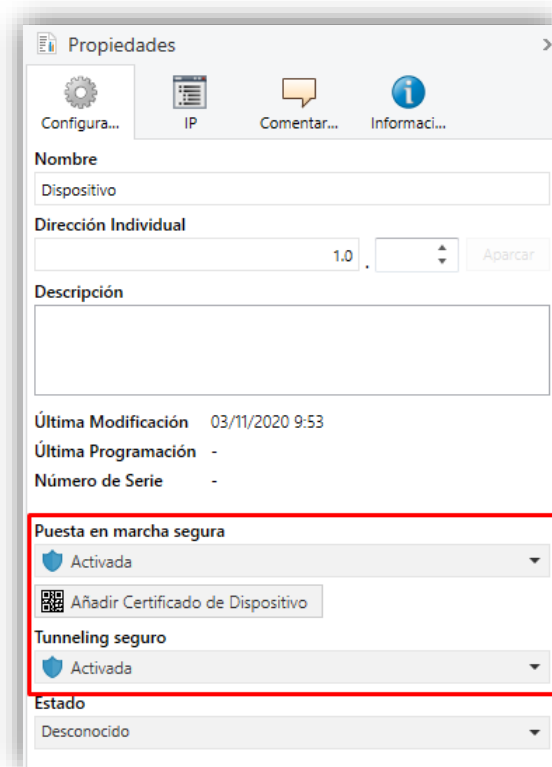 Propiedades
Configura... IP Comentar... Informaci...
Nombre
Dispositivo
Dirección Individual
1.0 . Aparcar
Descripción
Última Modificación 03/11/2020 9:53
Última Programación -
Número de Serie -
Puesta en marcha segura
Activada
Añadir Certificado de Dispositivo
Tunneling seguro
Activada
Estado
Desconocido